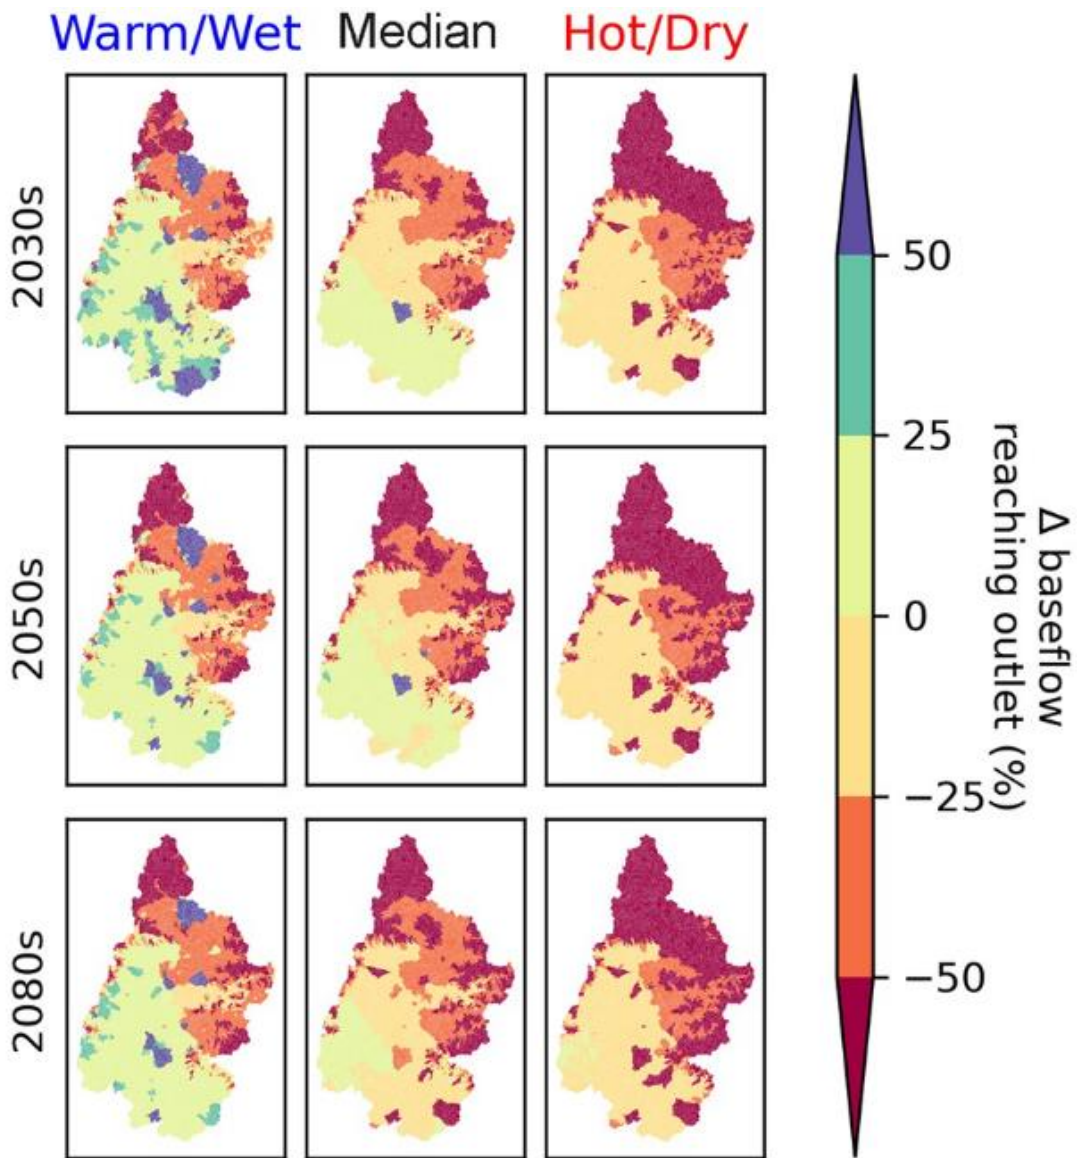 Warm/Wet Median Hot/Dry
2030s
2050s
2080s
50
25
0
−25
−50
Δ baseflow
reaching outlet (%)